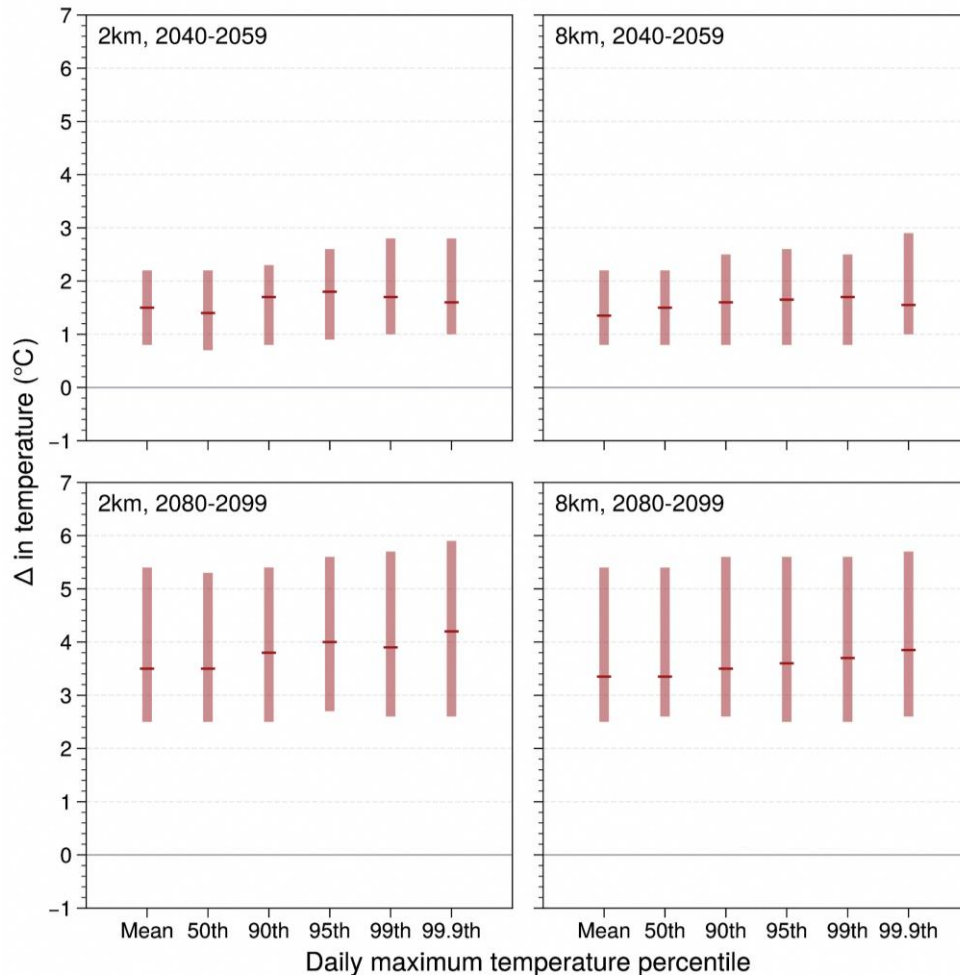 2km, 2040-2059
8km, 2040-2059
7
6
5
4
3
2
1
0
−1
2km, 2080-2099
8km, 2080-2099
7
6
5
4
3
2
1
0
−1
Δ in temperature (°C)
Mean 50th 90th 95th 99th 99.9th
Mean 50th 90th 95th 99th 99.9th
Daily maximum temperature percentile